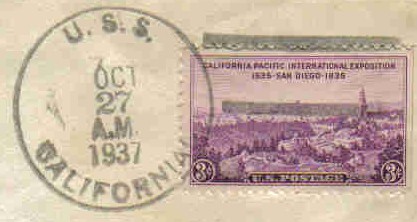 U. S. S.
OCT
27
A.M.
1937
CALIFORNIA
CALIFORNIA PACIFIC INTERNATIONAL EXPOSITION
1935-SAN DIEGO-1935
3¢ U.S. POSTAGE 3¢